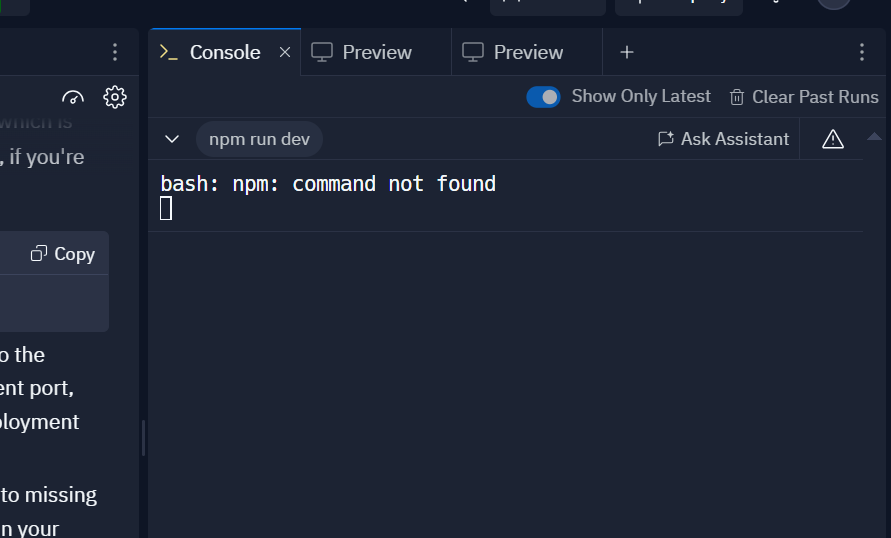 Console
Preview
Preview
Show Only Latest
Clear Past Runs
which is
, if you're
npm run dev
Ask Assistant
bash: npm: command not found
Copy
o the
ent port,
ployment
to missing
n your